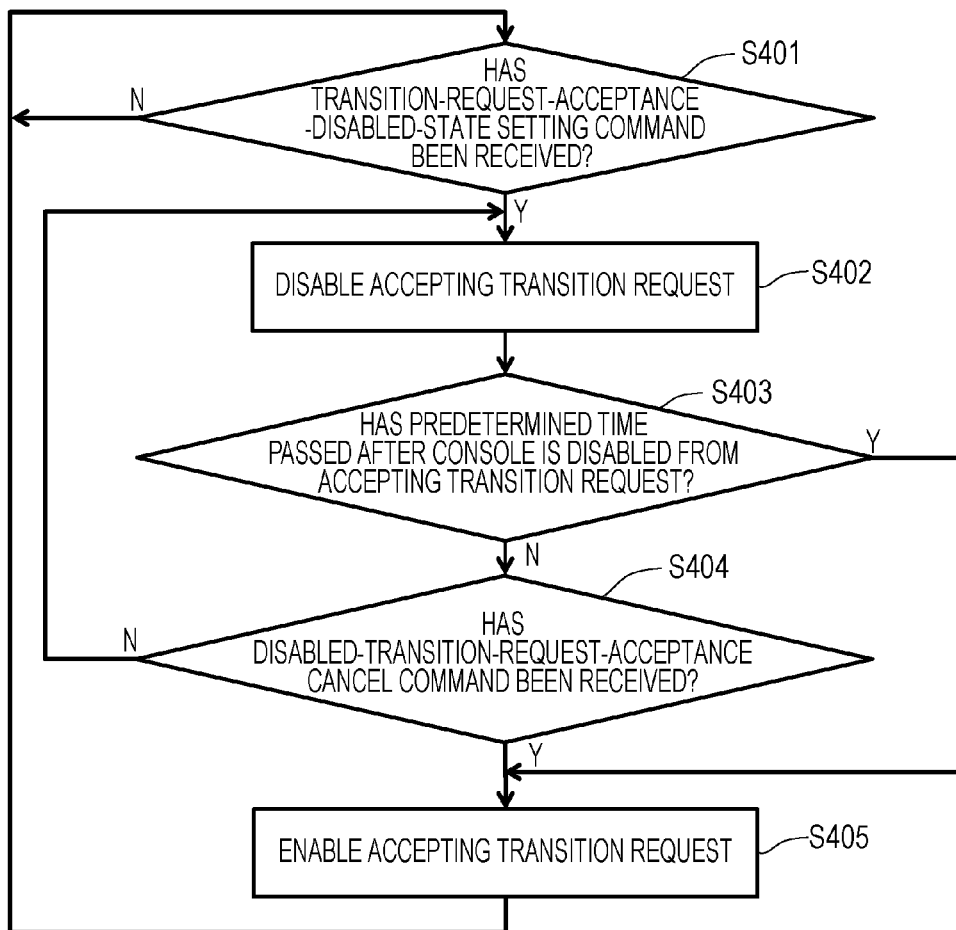 S401
HAS
TRANSITION-REQUEST-ACCEPTANCE
-DISABLED-STATE SETTING COMMAND
BEEN RECEIVED?
N
Y
DISABLE ACCEPTING TRANSITION REQUEST
S402
S403
HAS PREDETERMINED TIME
PASSED AFTER CONSOLE IS DISABLED FROM
ACCEPTING TRANSITION REQUEST?
Y
N
S404
HAS
DISABLED-TRANSITION-REQUEST-ACCEPTANCE
CANCEL COMMAND BEEN RECEIVED?
N
Y
ENABLE ACCEPTING TRANSITION REQUEST
S405